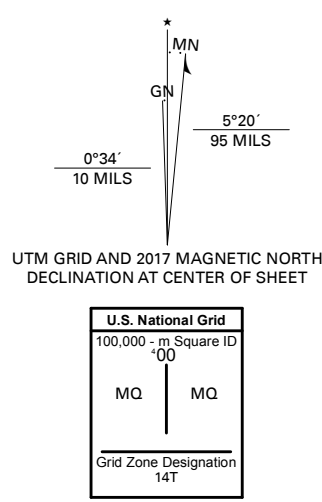 ★
MN
GN
5°20´
95 MILS
0°34´
10 MILS
UTM GRID AND 2017 MAGNETIC NORTH
DECLINATION AT CENTER OF SHEET
U.S. National Grid
100,000 - m Square ID
⁴00
MQ MQ
Grid Zone Designation
14T